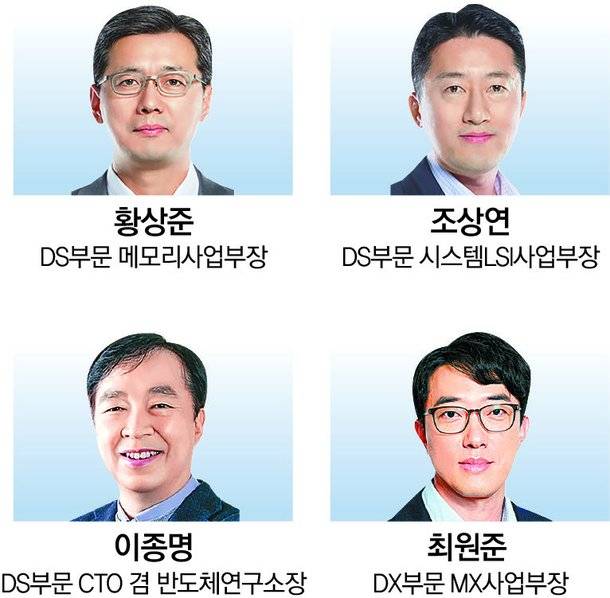 황상준
DS부문 메모리사업부장
조상연
DS부문 시스템LSI사업부장
이종명
DS부문 CTO 겸 반도체연구소장
최원준
DX부문 MX사업부장